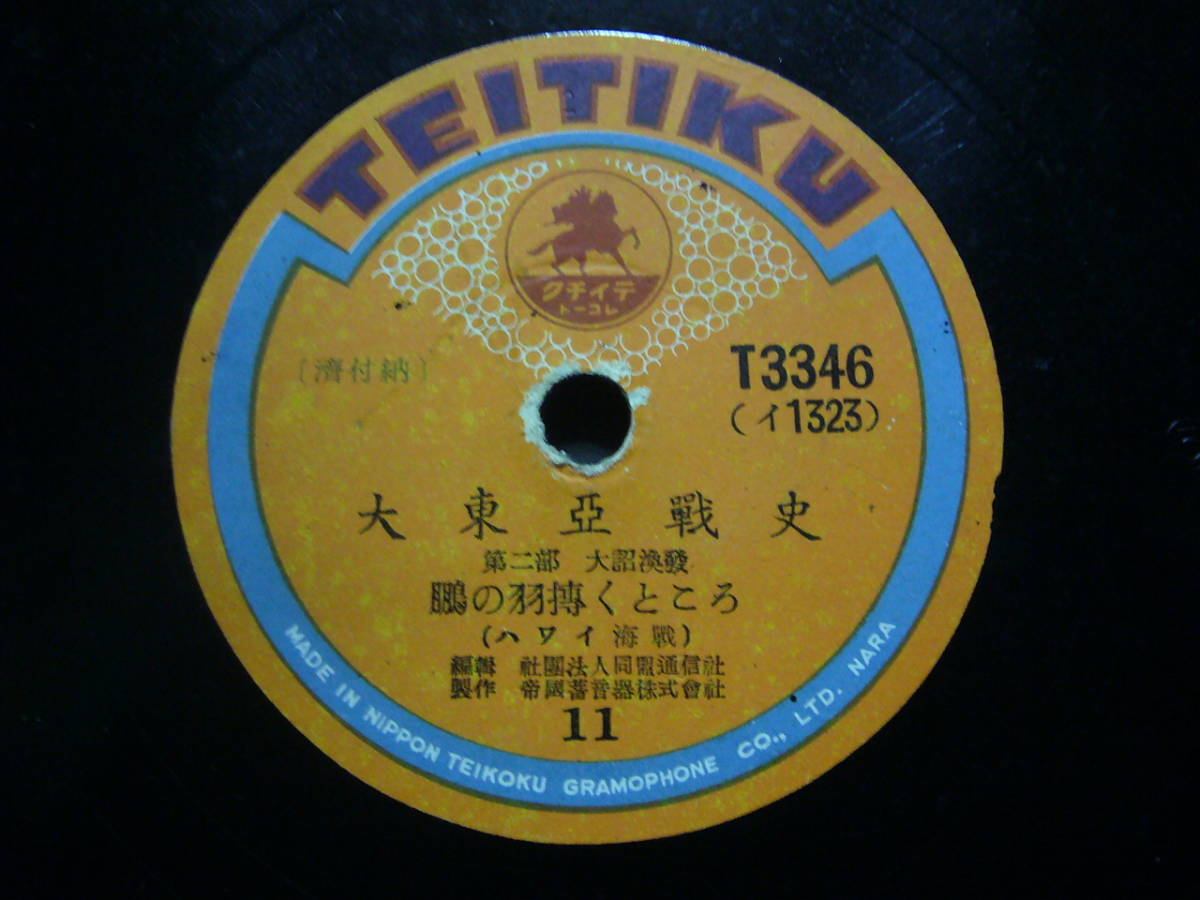 TEITIKU
クチイテ
トーコレ
〔濟付納〕
T3346
(イ1323)
大東亞戰史
第二部 大詔渙發
鵬の羽搏くところ
(ハワイ海戰)
編輯 社團法人同盟通信社
製作 帝國蓄音器株式會社
11
MADE IN NIPPON TEIKOKU GRAMOPHONE CO., LTD. NARA